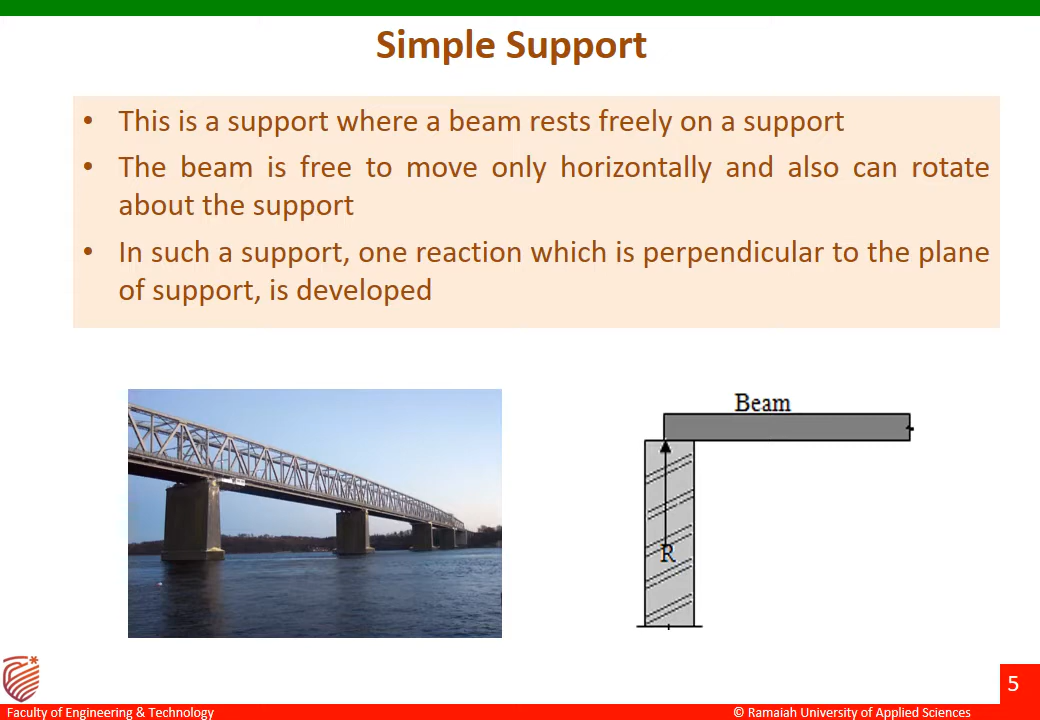 Simple Support
• This is a support where a beam rests freely on a support
• The beam is free to move only horizontally and also can rotate
about the support
• In such a support, one reaction which is perpendicular to the plane
of support, is developed
Beam
R
5
Faculty of Engineering & Technology
© Ramaiah University of Applied Sciences